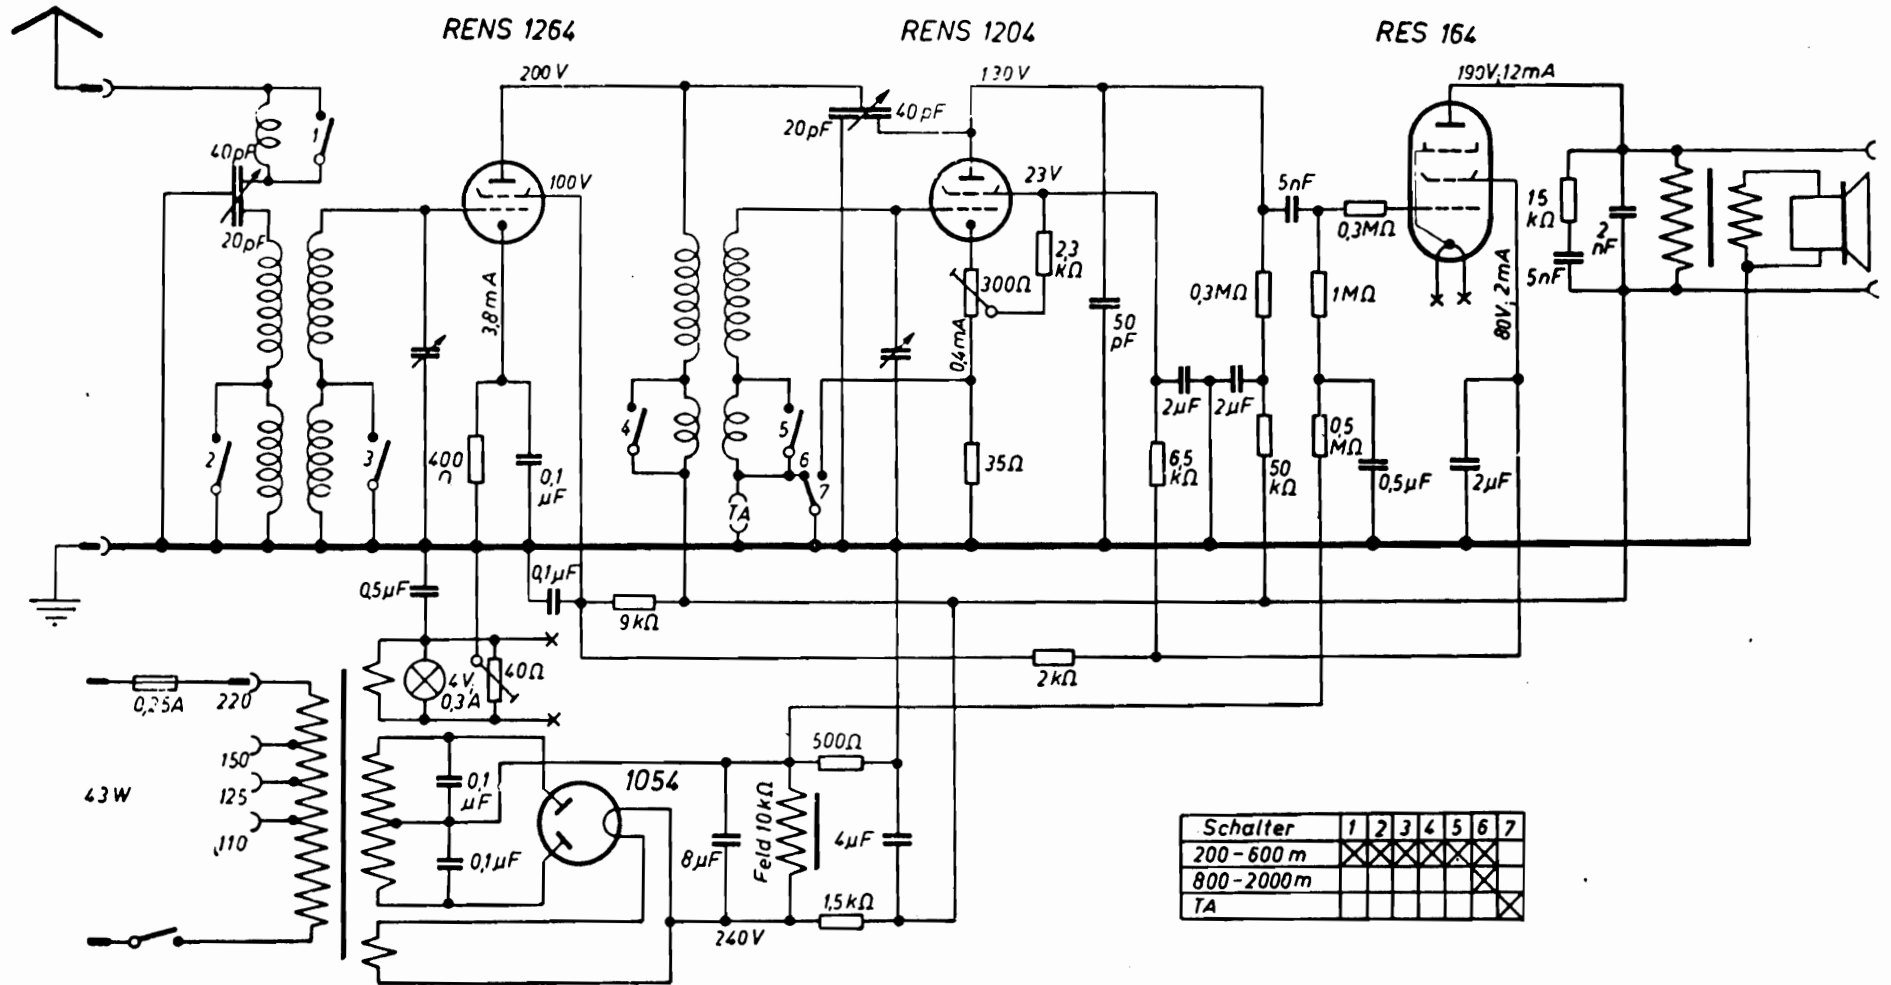 RENS 1264
RENS 1204
RES 164
200 V
130V
190V; 12mA
1
40pF
100V
20pF
40pF
23V
5nF
0,3MΩ
15 kΩ
2 nF
5nF
20pF
3,8mA
300Ω
2,3 kΩ
0,4mA
50 pF
0,3MΩ
1MΩ
80V; 2mA
2
3
400 Ω
0,1 µF
4
5
6
7
TA
35Ω
2µF
2µF
6,5 kΩ
50 kΩ
0,5 MΩ
0,5µF
2µF
0,5µF
0,1µF
9kΩ
2kΩ
0,25A
220
4V; 0,3A
40Ω
150
125
110
43W
0,1 µF
0,1µF
1054
500Ω
8µF
Feld 10kΩ
4µF
1,5kΩ
240V
Schalter 1 2 3 4 5 6 7
200-600m
800-2000m
TA